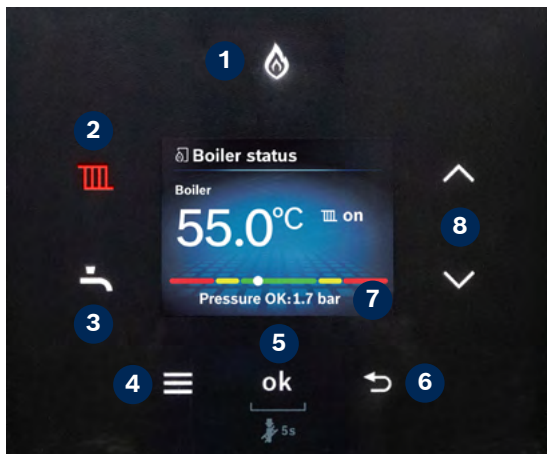 1
2
Boiler status
Boiler
55.0°C
on
8
Pressure OK:1.7 bar
7
3
5
4
ok
6
5s